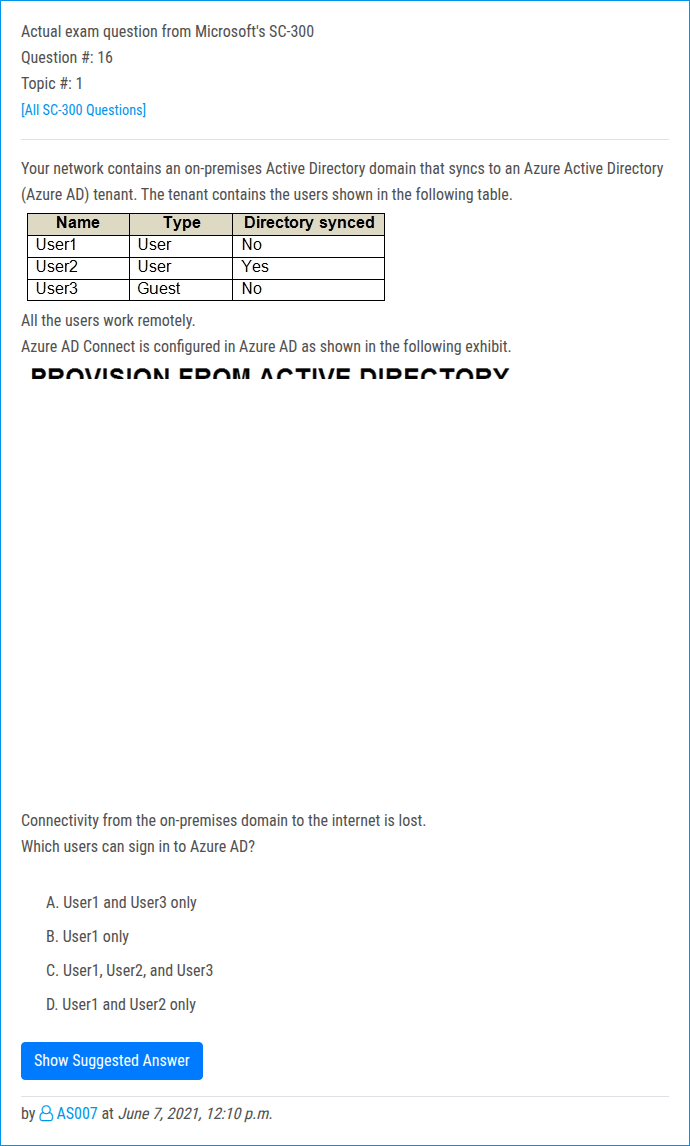 Actual exam question from Microsoft's SC-300
Question #: 16
Topic #: 1
[All SC-300 Questions]
Your network contains an on-premises Active Directory domain that syncs to an Azure Active Directory
(Azure AD) tenant. The tenant contains the users shown in the following table.
Name Type Directory synced
User1 User No
User2 User Yes
User3 Guest No
All the users work remotely.
Azure AD Connect is configured in Azure AD as shown in the following exhibit.
PROVISION FROM ACTIVE DIRECTORY
Connectivity from the on-premises domain to the internet is lost.
Which users can sign in to Azure AD?
A. User1 and User3 only
B. User1 only
C. User1, User2, and User3
D. User1 and User2 only
Show Suggested Answer
by AS007 at June 7, 2021, 12:10 p.m.